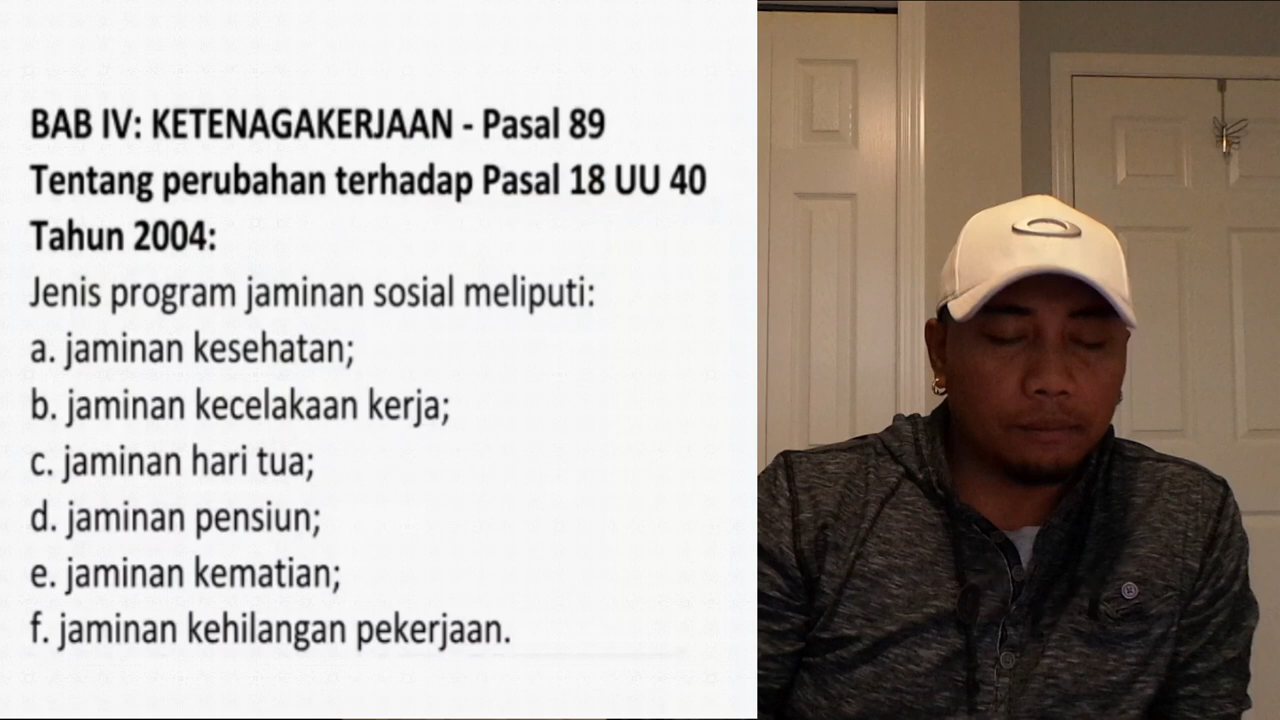 BAB IV: KETENAGAKERJAAN - Pasal 89
Tentang perubahan terhadap Pasal 18 UU 40
Tahun 2004:
Jenis program jaminan sosial meliputi:
a. jaminan kesehatan;
b. jaminan kecelakaan kerja;
c. jaminan hari tua;
d. jaminan pensiun;
e. jaminan kematian;
f. jaminan kehilangan pekerjaan.